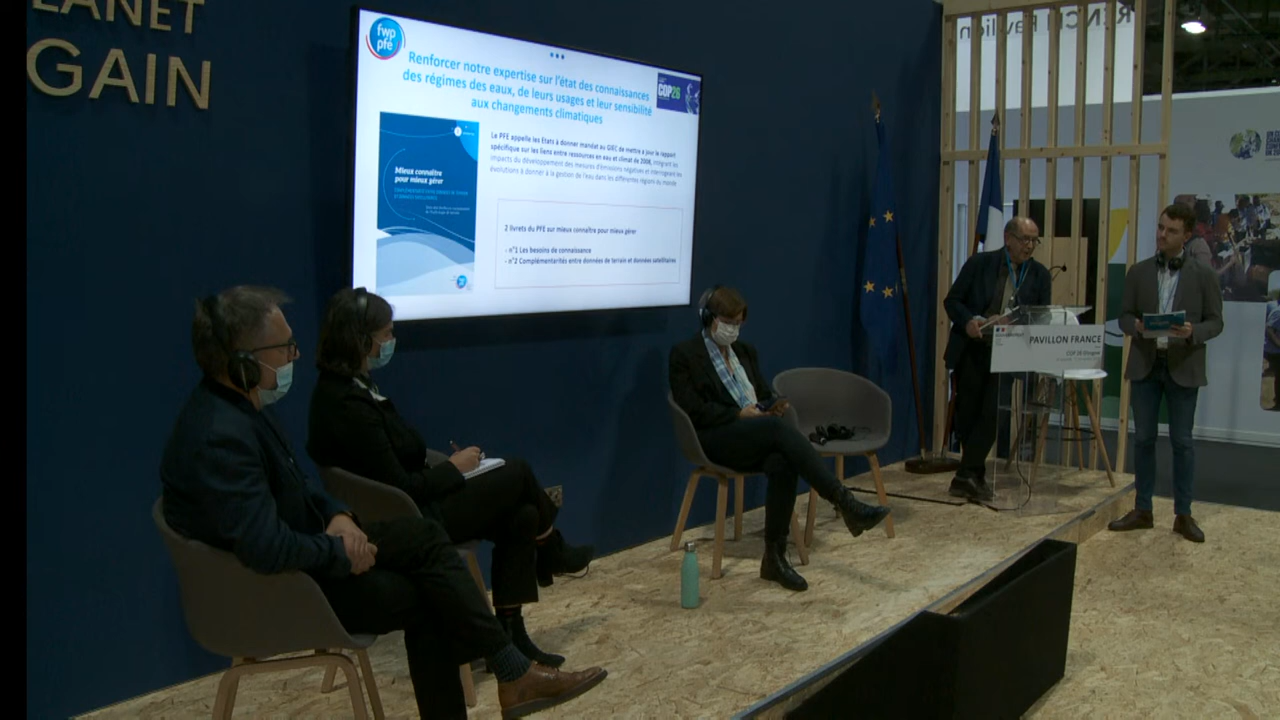 LANET
GAIN
fwp
pfe
Renforcer notre expertise sur l'état des connaissances
des régimes des eaux, de leurs usages et leur sensibilité
aux changements climatiques
COP26
Mieux connaître
pour mieux gérer
Le PFE appelle les Etats à donner mandat au GIEC de mettre à jour le rapport
spécifique sur les liens entre ressources en eau et climat de 2008, intégrant les
impacts du développement des mesures d'émissions négatives et interrogeant les
évolutions à donner à la gestion de l'eau dans les différentes régions du monde
2 livrets du PFE sur mieux connaître pour mieux gérer
- n°1 Les besoins de connaissance
- n°2 Complémentarités entre données de terrain et données satellitaires
PAVILLON FRANCE
COP 26 Glasgow